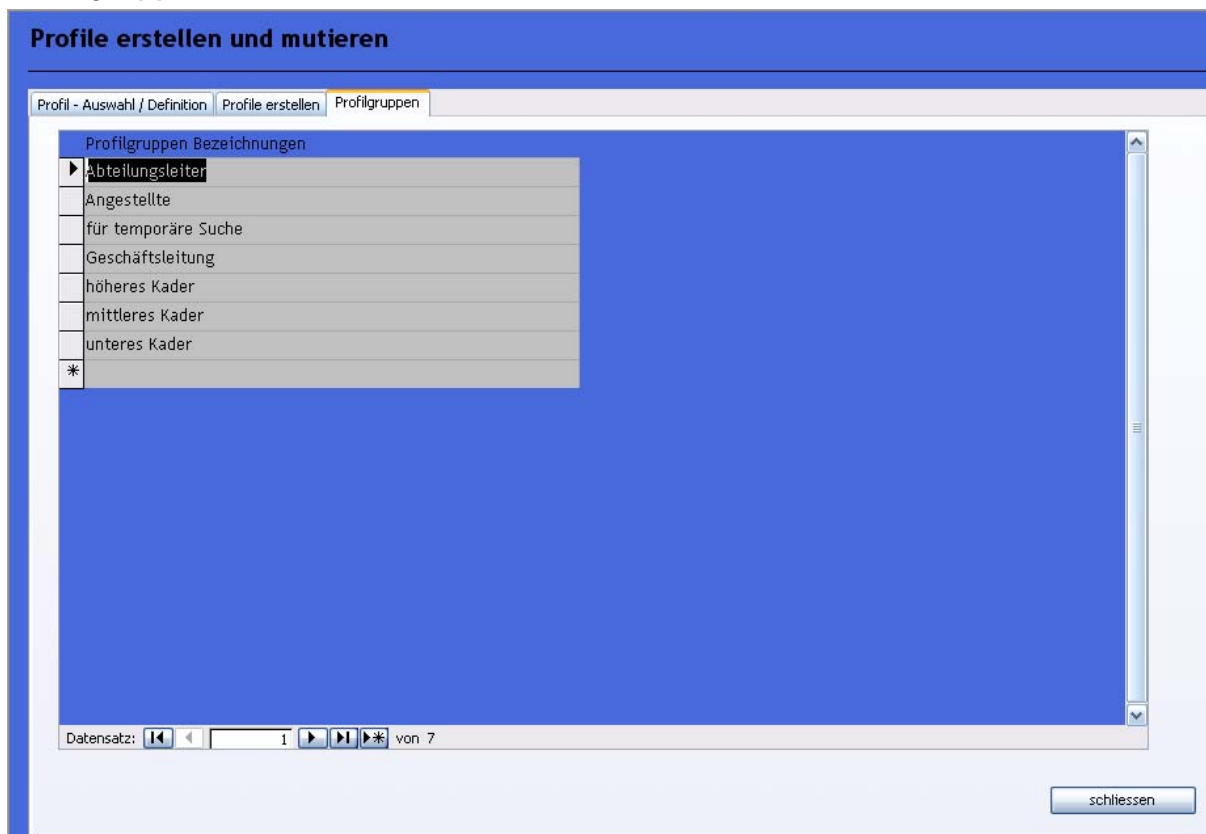 Profile erstellen und mutieren
Profil - Auswahl / Definition Profile erstellen Profilgruppen
Profilgruppen Bezeichnungen
Abteilungsleiter
Angestellte
für temporäre Suche
Geschäftsleitung
höheres Kader
mittleres Kader
unteres Kader
*
Datensatz: 1 von 7
schliessen